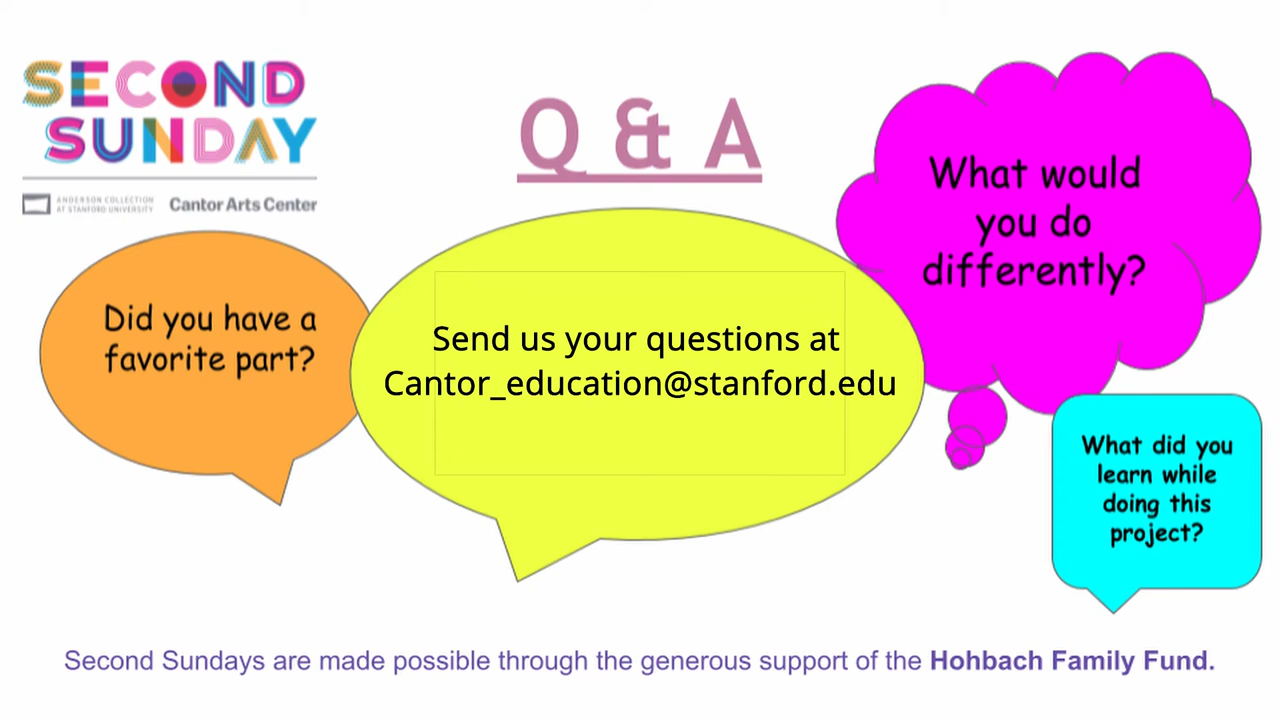 SECOND
SUNDAY
ANDERSON COLLECTION
AT STANFORD UNIVERSITY
Cantor Arts Center
Q & A
Did you have a
favorite part?
Send us your questions at
Cantor_education@stanford.edu
What would
you do
differently?
What did you
learn while
doing this
project?
Second Sundays are made possible through the generous support of the Hohbach Family Fund.